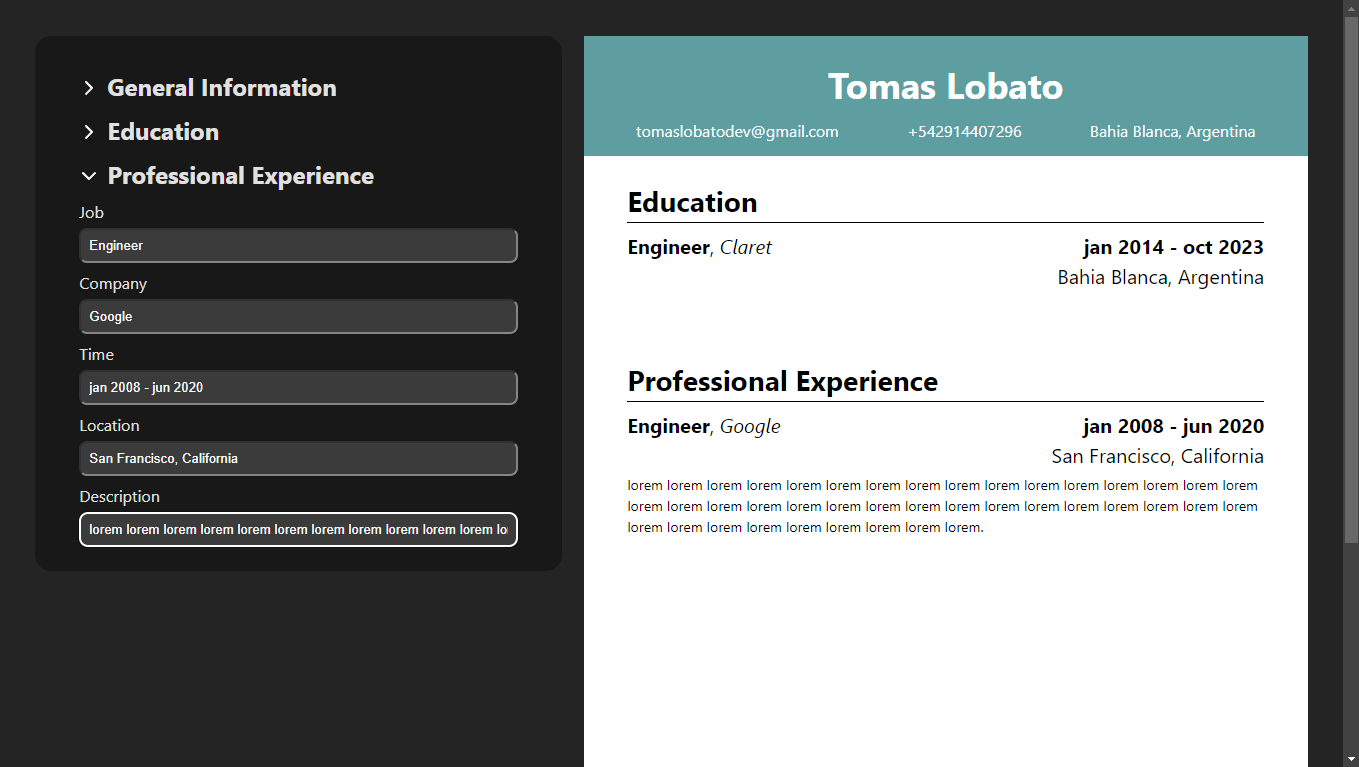 General Information
Education
Professional Experience
Job
Engineer
Company
Google
Time
jan 2008 - jun 2020
Location
San Francisco, California
Description
lorem lorem lorem lorem lorem lorem lorem lorem lorem lorem lorem lo
Tomas Lobato
tomaslobatodev@gmail.com +542914407296 Bahia Blanca, Argentina
Education
Engineer, Claret jan 2014 - oct 2023
Bahia Blanca, Argentina
Professional Experience
Engineer, Google jan 2008 - jun 2020
San Francisco, California
lorem lorem lorem lorem lorem lorem lorem lorem lorem lorem lorem lorem lorem lorem lorem lorem
lorem lorem lorem lorem lorem lorem lorem lorem lorem lorem lorem lorem lorem lorem lorem lorem
lorem lorem lorem lorem lorem lorem lorem lorem lorem.